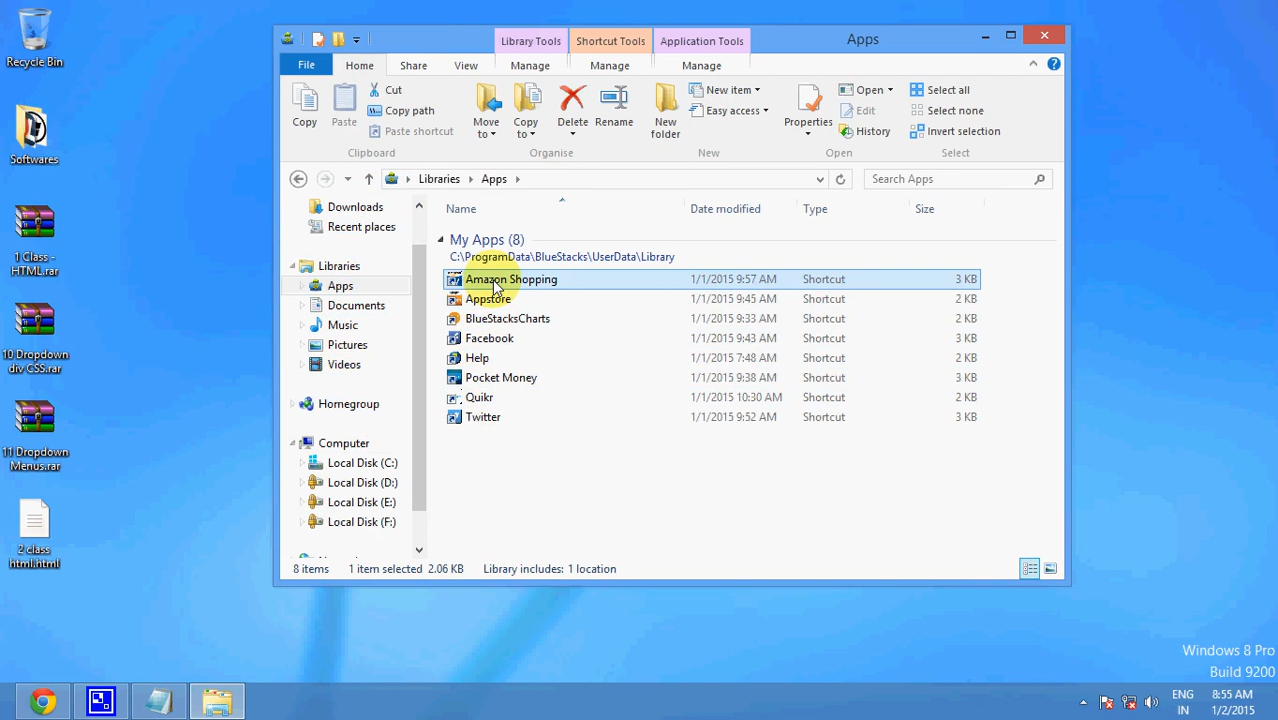 Recycle Bin
Softwares
1 Class -
HTML.rar
10 Dropdown
div CSS.rar
11 Dropdown
Menus.rar
2 class
html.html
Library Tools
Shortcut Tools
Application Tools
Apps
File
Home
Share
View
Manage
Manage
Manage
Copy
Paste
Cut
Copy path
Paste shortcut
Clipboard
Move
to
Copy
to
Delete
Rename
Organise
New
folder
New item
Easy access
New
Properties
Open
Edit
History
Open
Select all
Select none
Invert selection
Select
Libraries
Apps
Search Apps
Downloads
Recent places
Libraries
Apps
Documents
Music
Pictures
Videos
Homegroup
Computer
Local Disk (C:)
Local Disk (D:)
Local Disk (E:)
Local Disk (F:)
Name Date modified Type Size
My Apps (8)
C:\ProgramData\BlueStacks\UserData\Library
Amazon Shopping 1/1/2015 9:57 AM Shortcut 3 KB
Appstore 1/1/2015 9:45 AM Shortcut 2 KB
BlueStacksCharts 1/1/2015 9:33 AM Shortcut 2 KB
Facebook 1/1/2015 9:43 AM Shortcut 3 KB
Help 1/1/2015 7:48 AM Shortcut 2 KB
Pocket Money 1/1/2015 9:38 AM Shortcut 3 KB
Quikr 1/1/2015 10:30 AM Shortcut 2 KB
Twitter 1/1/2015 9:52 AM Shortcut 3 KB
8 items 1 item selected 2.06 KB Library includes: 1 location
Windows 8 Pro
Build 9200
ENG
IN
8:55 AM
1/2/2015